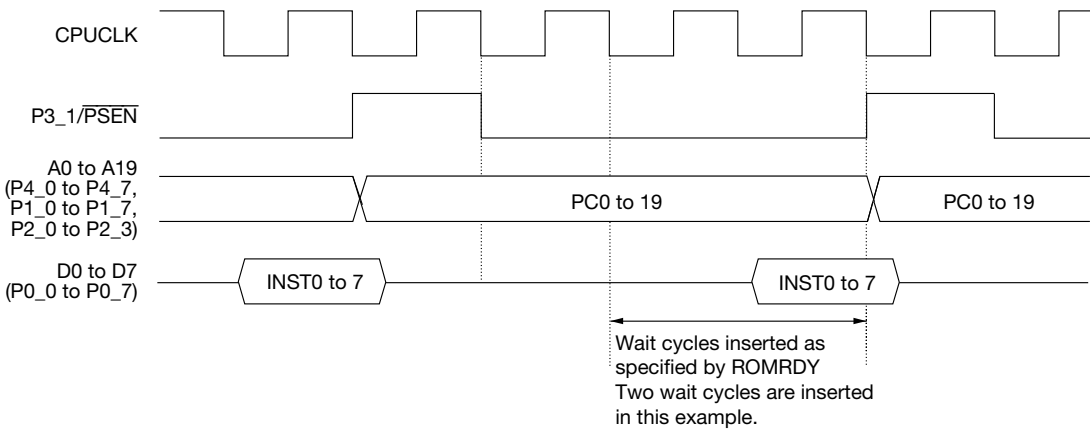 CPUCLK
P3_1/PSEN
A0 to A19
(P4_0 to P4_7,
P1_0 to P1_7,
P2_0 to P2_3)
PC0 to 19
PC0 to 19
D0 to D7
(P0_0 to P0_7)
INST0 to 7
INST0 to 7
Wait cycles inserted as
specified by ROMRDY
Two wait cycles are inserted
in this example.